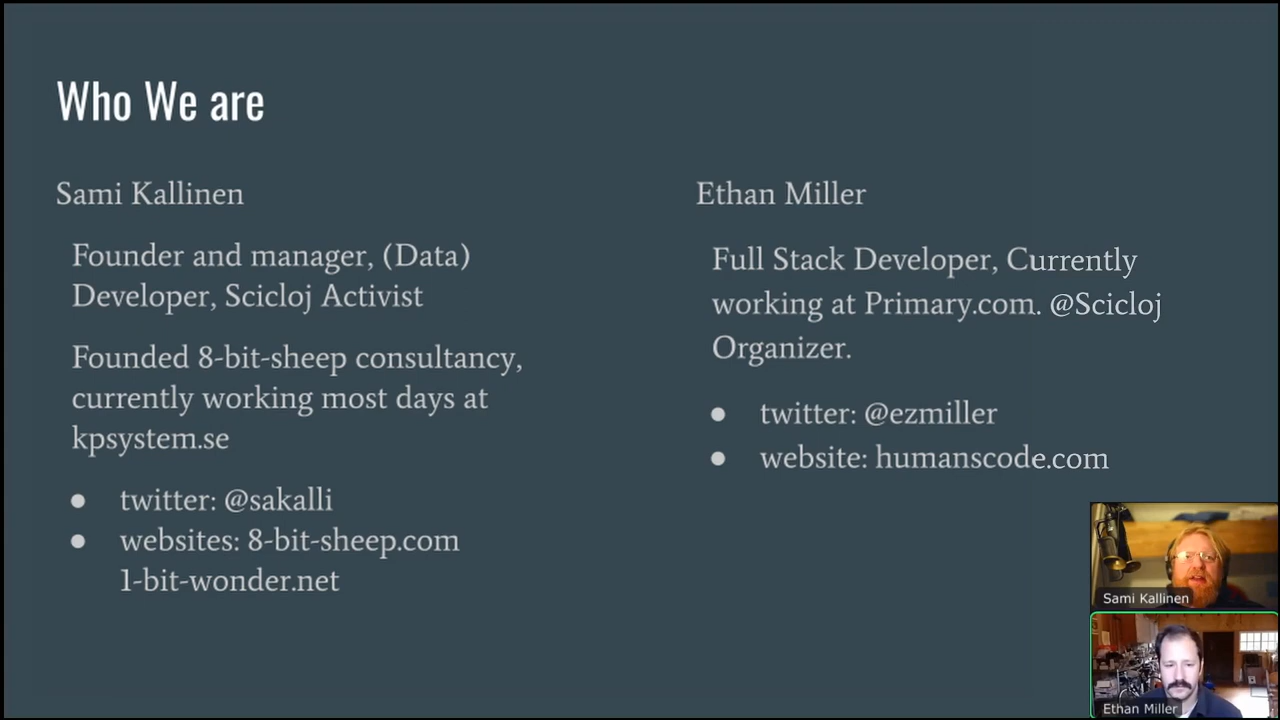 Who We are
Sami Kallinen
Founder and manager, (Data)
Developer, Scicloj Activist
Founded 8-bit-sheep consultancy,
currently working most days at
kpsystem.se
● twitter: @sakalli
● websites: 8-bit-sheep.com
1-bit-wonder.net
Ethan Miller
Full Stack Developer, Currently
working at Primary.com. @Scicloj
Organizer.
● twitter: @ezmiller
● website: humanscode.com
Sami Kallinen
Ethan Miller